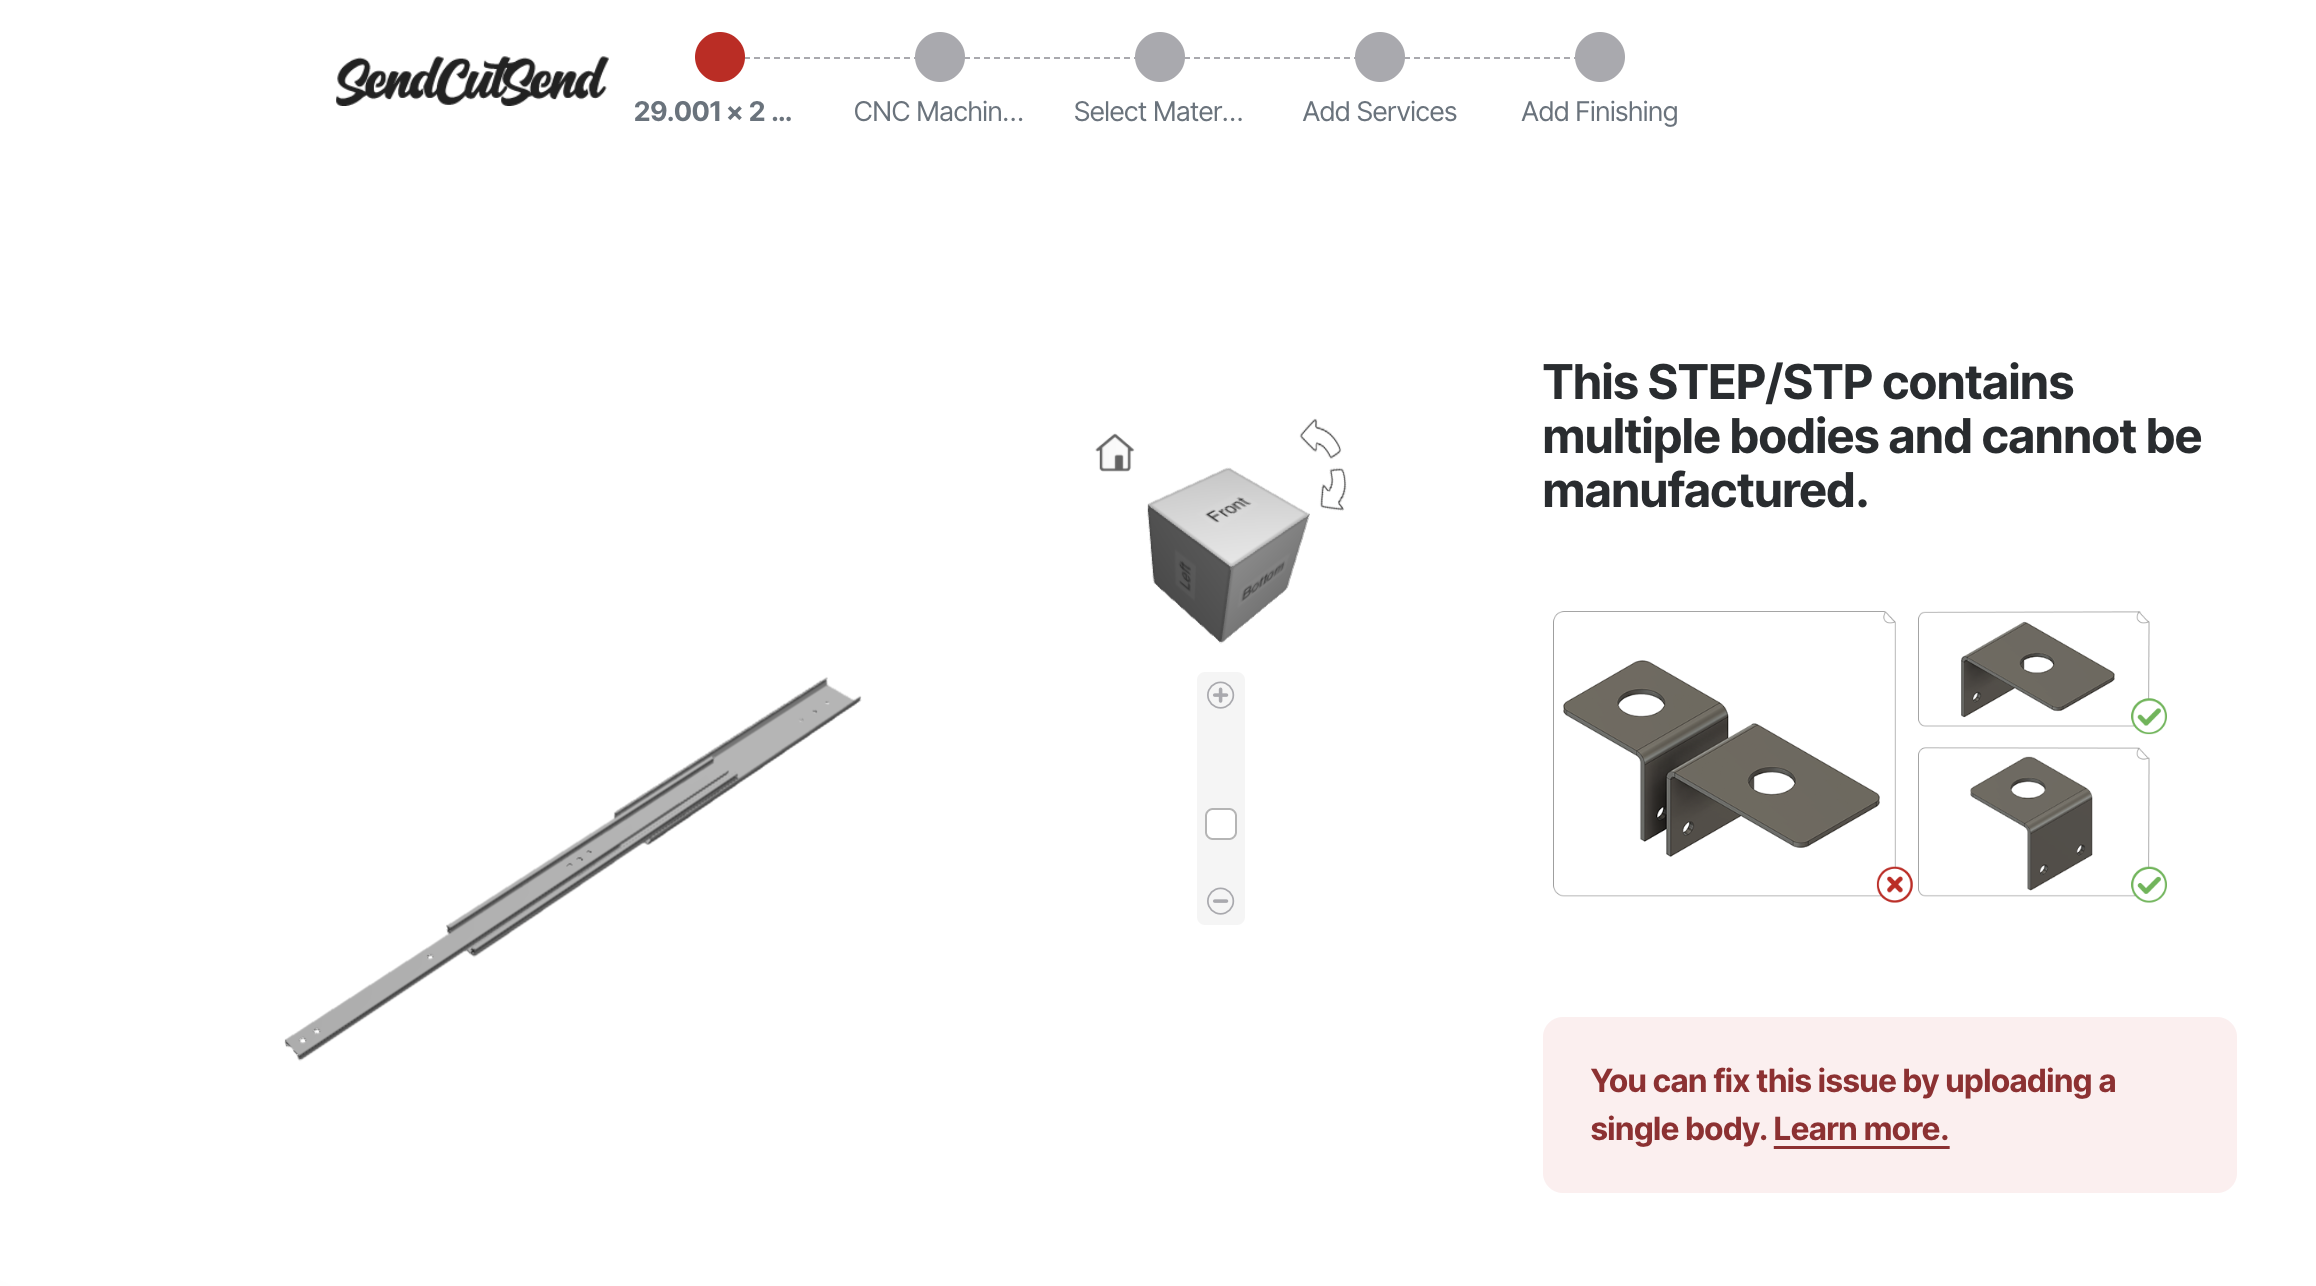 SendCutSend
29.001 × 2 ...
CNC Machin...
Select Mater...
Add Services
Add Finishing
This STEP/STP contains
multiple bodies and cannot be
manufactured.
Front
Left
Bottom
You can fix this issue by uploading a
single body. Learn more.